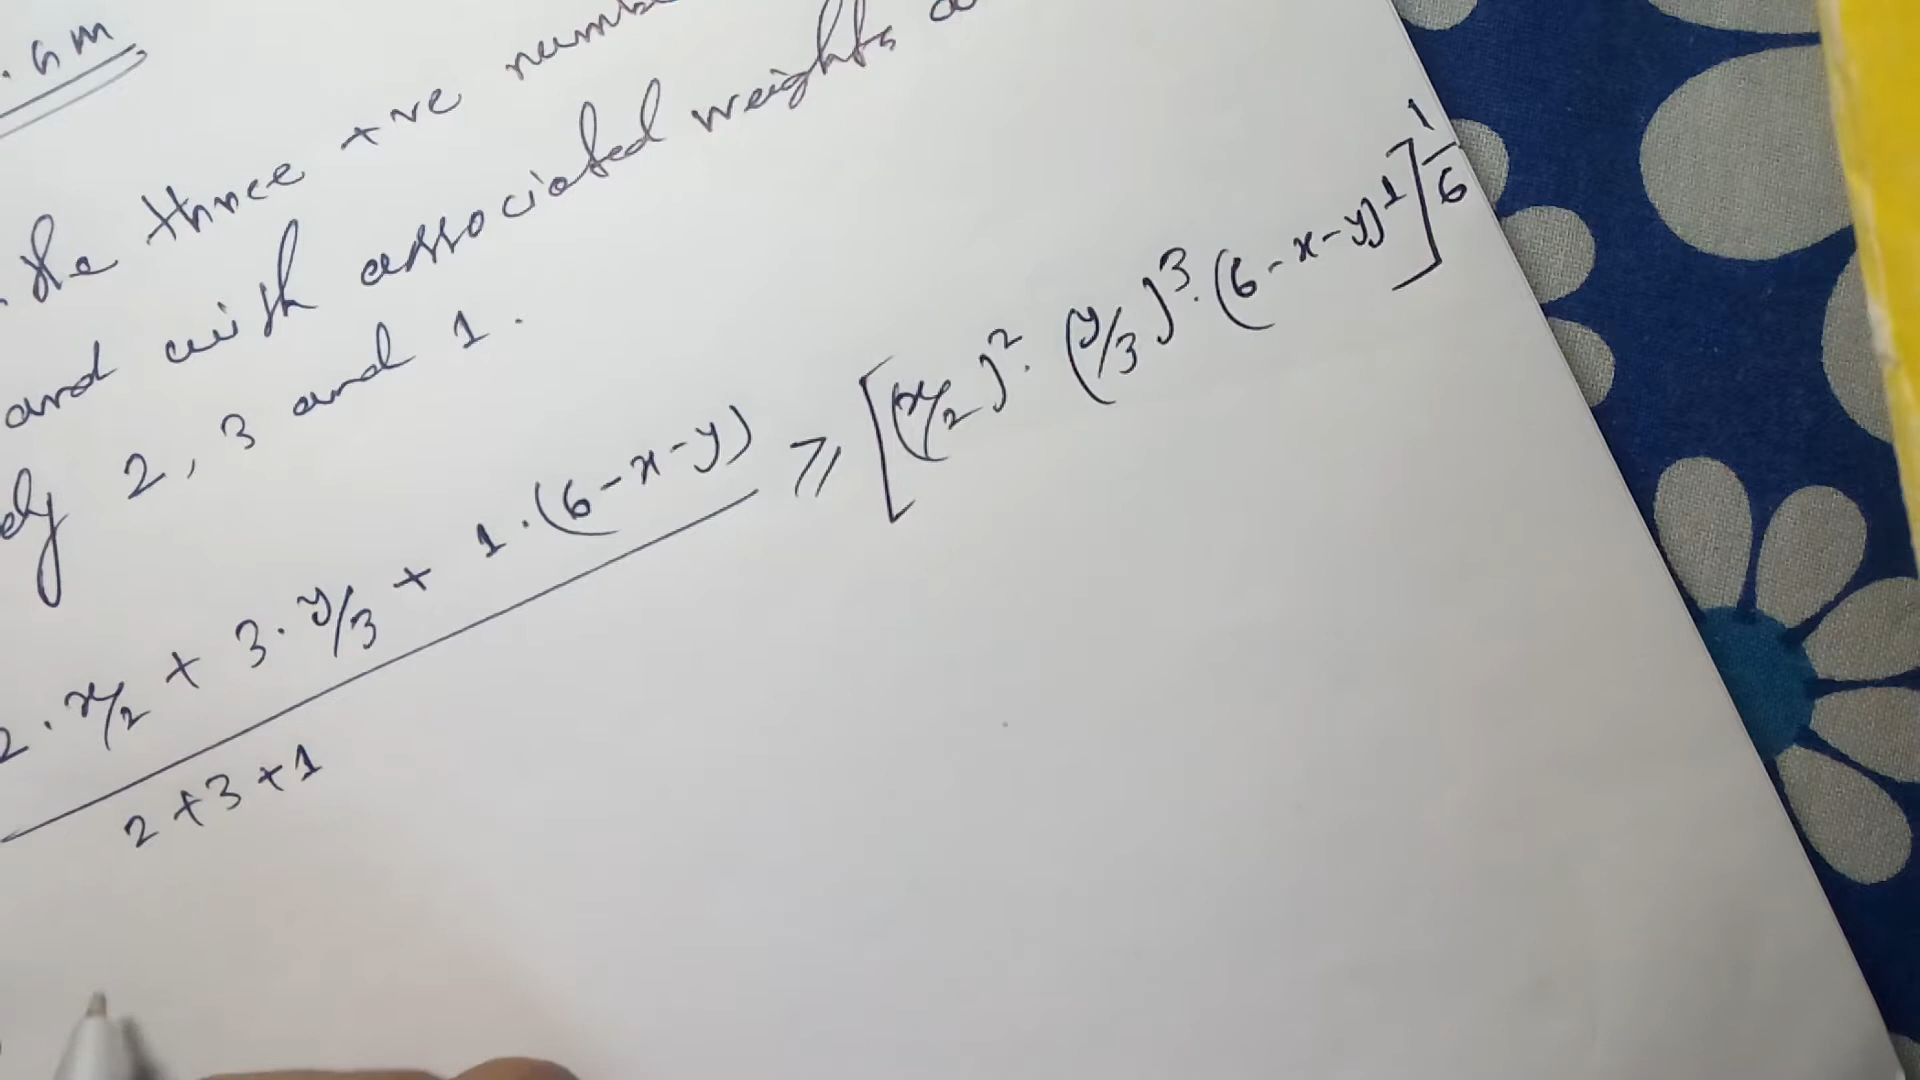 . G M
the three +ve
and with associated weights
2, 3 and 1.
2 · x/2 + 3 · y/3 + 1 · (6 - x - y) ≥ [(x/2)^2 · (y/3)^3 · (6 - x - y)^1]^1/6
2 + 3 + 1